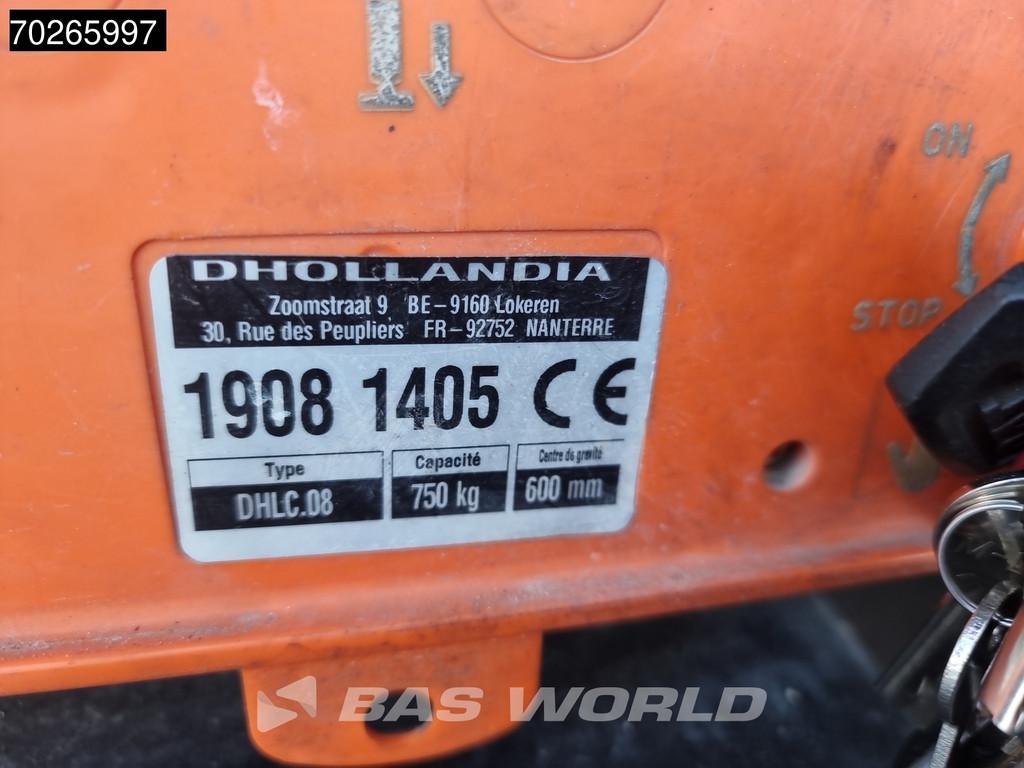 70265997
ON
STOP
DHOLLANDIA
Zoomstraat 9 BE-9160 Lokeren
30, Rue des Peupliers FR-92752 NANTERRE
1908 1405 CE
Type Capacité Centre de gravité
DHLC.08 750 kg 600 mm
BAS WORLD